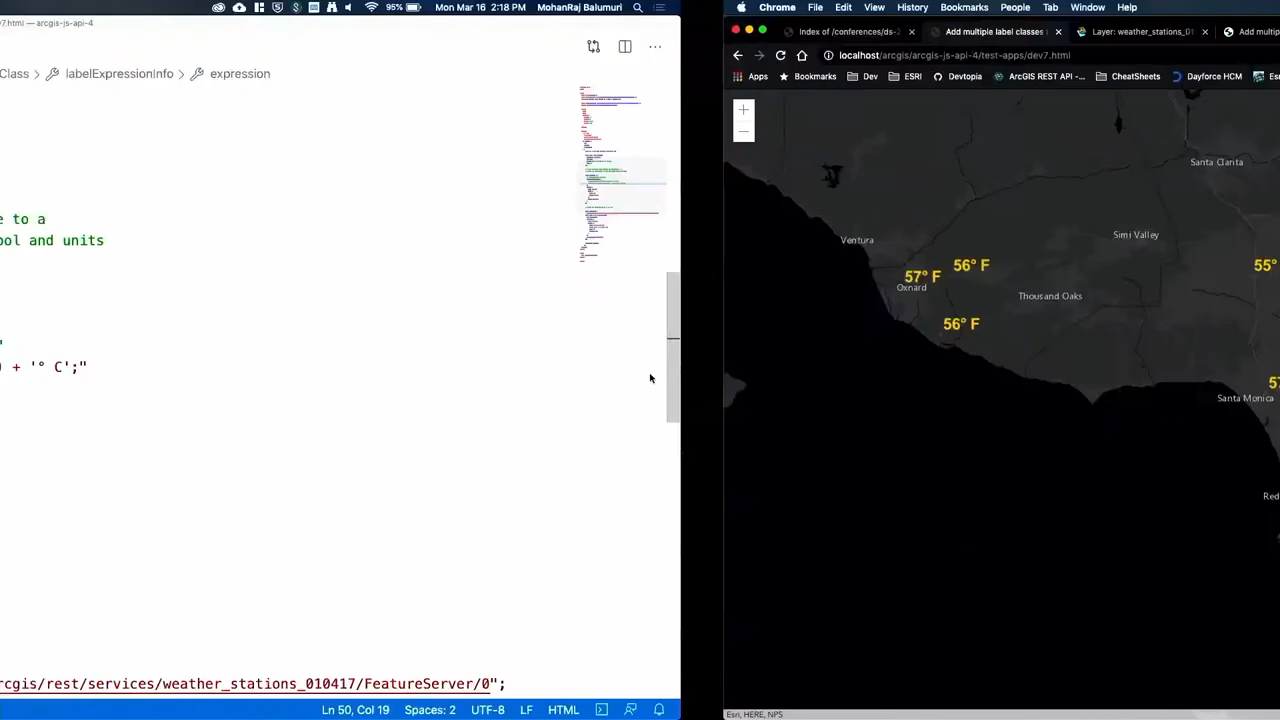 95%
Mon Mar 16 2:18 PM
MohanRaj Balumuri
7.html — arcgis-js-api-4
Class > labelExpressionInfo > expression
e to a
ool and units
"
) + '° C';"
rcgis/rest/services/weather_stations_010417/FeatureServer/0";
Ln 50, Col 19
Spaces: 2
UTF-8
LF
HTML
Chrome File Edit View History Bookmarks People Tab Window Help
Index of /conferences/ds-2
Add multiple label classes
Layer: weather_stations_01
Add multip
localhost/arcgis/arcgis-js-api-4/test-apps/dev7.html
Apps
Bookmarks
Dev
ESRI
Devtopia
ArcGIS REST API -...
CheatSheets
Dayforce HCM
Es
+
−
Santa Clarita
Ventura
Simi Valley
56° F
55°
57° F
Oxnard
Thousand Oaks
56° F
57
Santa Monica
Red
Esri, HERE, NPS